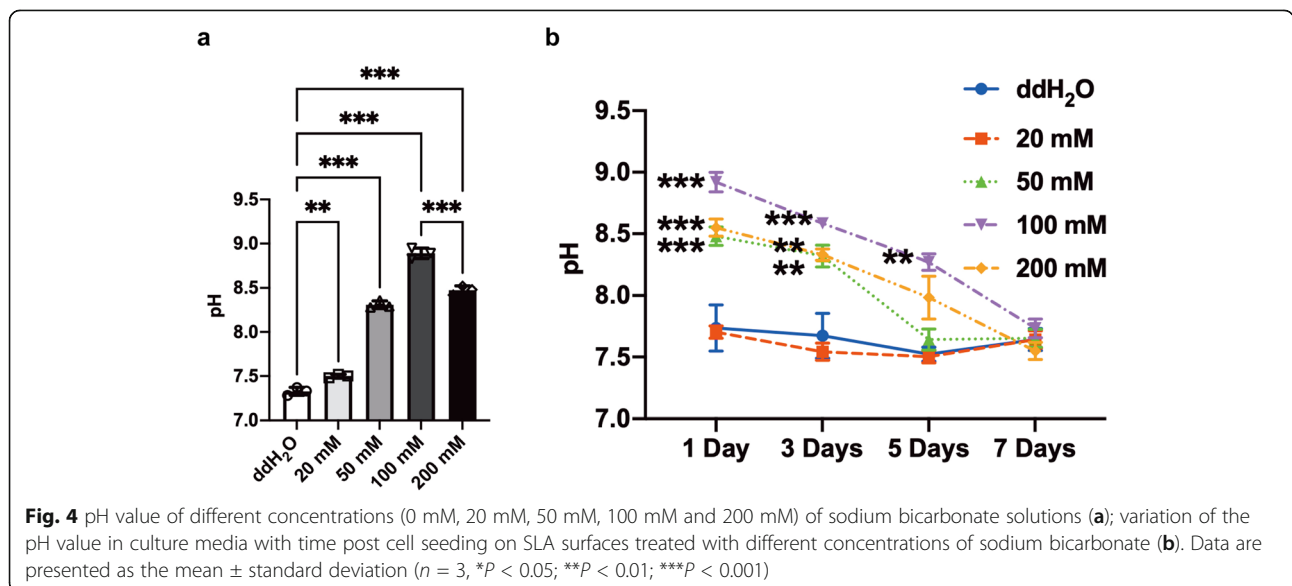 a
***
***
***
** ***
pH
9.5
9.0
8.5
8.0
7.5
7.0
ddH₂O 20 mM 50 mM 100 mM 200 mM
b
ddH₂O
20 mM
50 mM
100 mM
200 mM
pH
9.5
9.0
8.5
8.0
7.5
7.0
***
***
***
***
**
**
**
1 Day 3 Days 5 Days 7 Days
Fig. 4 pH value of different concentrations (0 mM, 20 mM, 50 mM, 100 mM and 200 mM) of sodium bicarbonate solutions (a); variation of the
pH value in culture media with time post cell seeding on SLA surfaces treated with different concentrations of sodium bicarbonate (b). Data are
presented as the mean ± standard deviation (n = 3, *P < 0.05; **P < 0.01; ***P < 0.001)